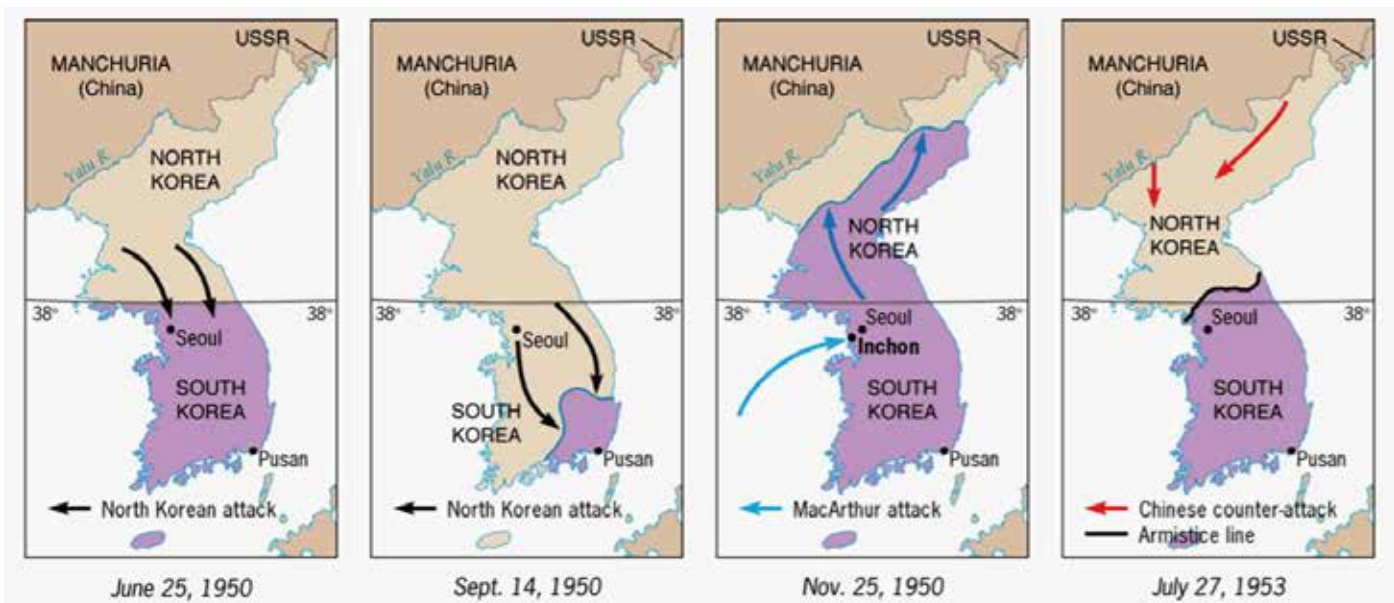 USSR
MANCHURIA
(China)
Yalu R.
NORTH
KOREA
38°
38°
Seoul
SOUTH
KOREA
Pusan
North Korean attack
June 25, 1950
USSR
MANCHURIA
(China)
Yalu R.
NORTH
KOREA
38°
38°
Seoul
SOUTH
KOREA
Pusan
North Korean attack
Sept. 14, 1950
USSR
MANCHURIA
(China)
Yalu R.
NORTH
KOREA
38°
38°
Seoul
Inchon
SOUTH
KOREA
Pusan
MacArthur attack
Nov. 25, 1950
USSR
MANCHURIA
(China)
Yalu R.
NORTH
KOREA
38°
38°
Seoul
SOUTH
KOREA
Pusan
Chinese counter-attack
Armistice line
July 27, 1953